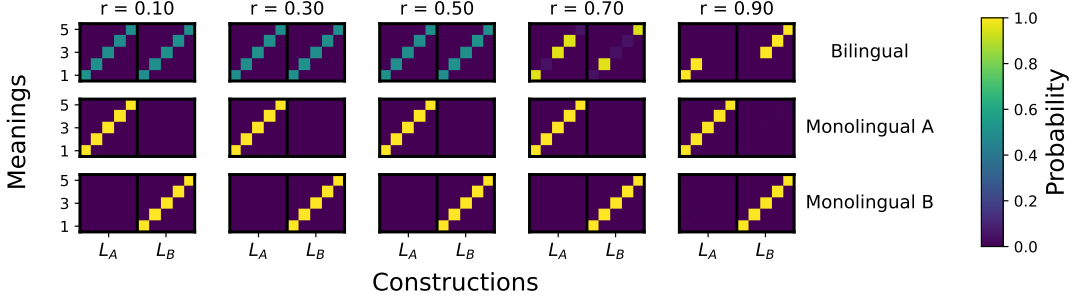 r = 0.10 r = 0.30 r = 0.50 r = 0.70 r = 0.90
5
3
1
Bilingual
5
3
1
Monolingual A
5
3
1
Monolingual B
Meanings
L_A L_B L_A L_B L_A L_B L_A L_B L_A L_B
Constructions
1.0
0.8
0.6
0.4
0.2
0.0
Probability